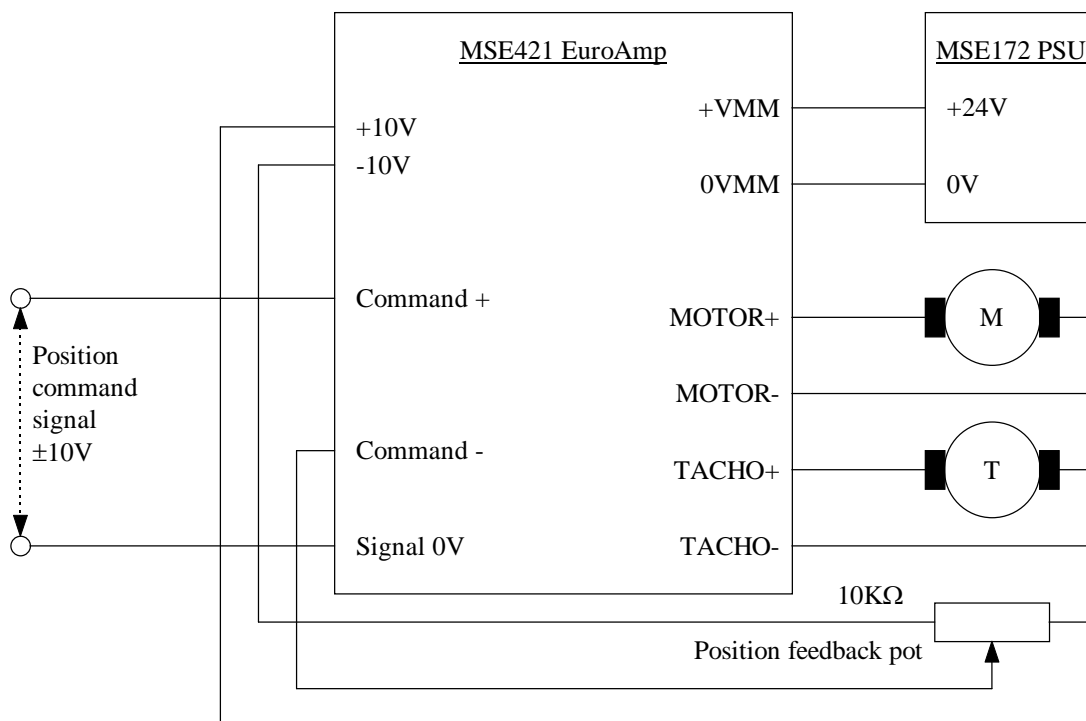 MSE421 EuroAmp
MSE172 PSU
+10V
-10V
+VMM
+24V
0VMM
0V
Command +
MOTOR+
M
Position
command
signal
±10V
MOTOR-
Command -
TACHO+
T
Signal 0V
TACHO-
10KΩ
Position feedback pot